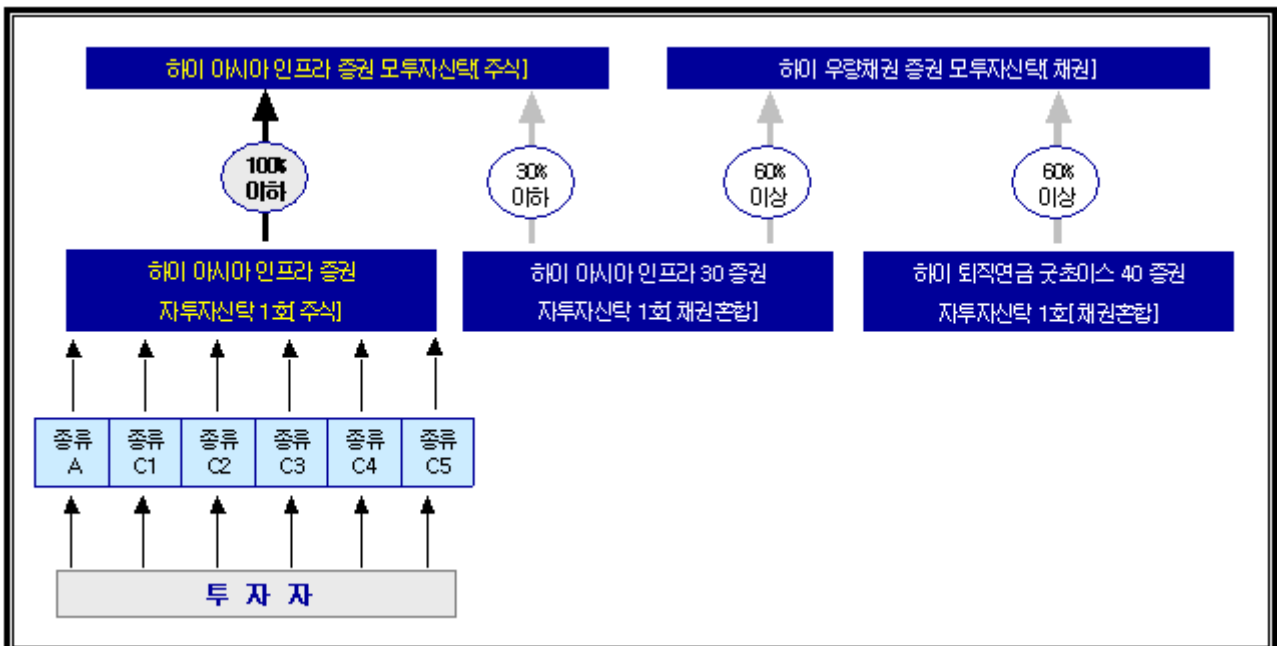 하이 아시아 인프라 증권 모투자신탁[주식]
하이 우량채권 증권 모투자신탁[채권]
100%
이하
30%
이하
60%
이상
60%
이상
하이 아시아 인프라 증권
자투자신탁 1호[주식]
하이 아시아 인프라 30 증권
자투자신탁 1호[채권혼합]
하이 퇴직연금 굿초이스 40 증권
자투자신탁 1호[채권혼합]
종류
A
종류
C1
종류
C2
종류
C3
종류
C4
종류
C5
투 자 자